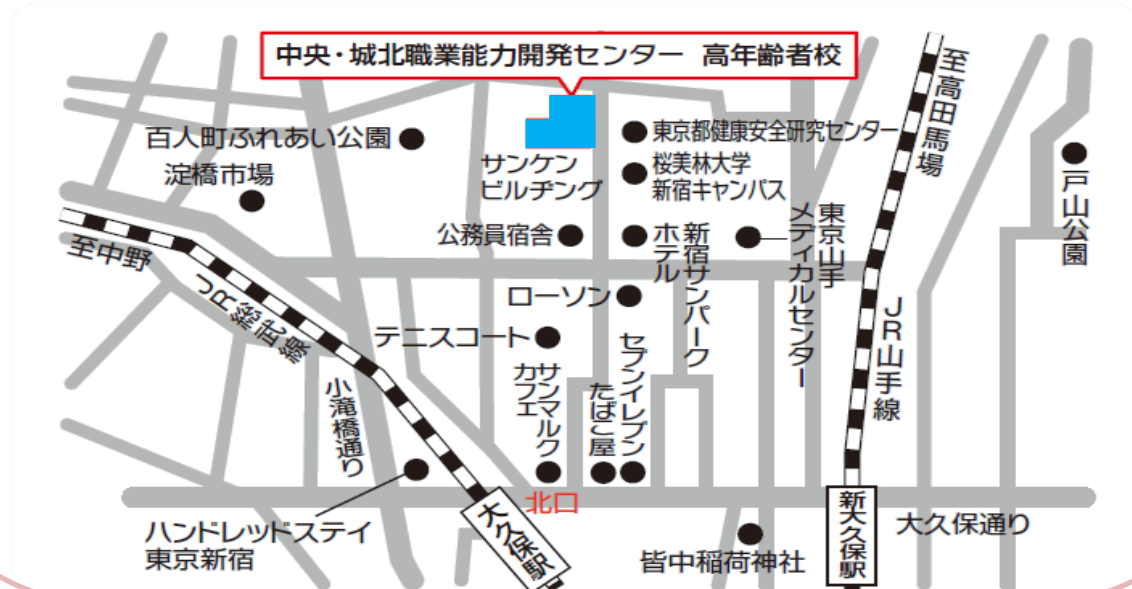 中央・城北職業能力開発センター 高年齢者校
至高田馬場
百人町ふれあい公園
東京都健康安全研究センター
淀橋市場
サンケン
ビルヂング
桜美林大学
新宿キャンパス
戸山公園
公務員宿舎
新宿サンパーク
ホテル
東京山手
メディカルセンター
至中野
JR総武線
ローソン
JR山手線
テニスコート
サンマルク
カフェ
たばこ屋
セブンイレブン
小滝橋通り
北口
ハンドレッドステイ
東京新宿
大久保駅
皆中稲荷神社
新大久保駅
大久保通り